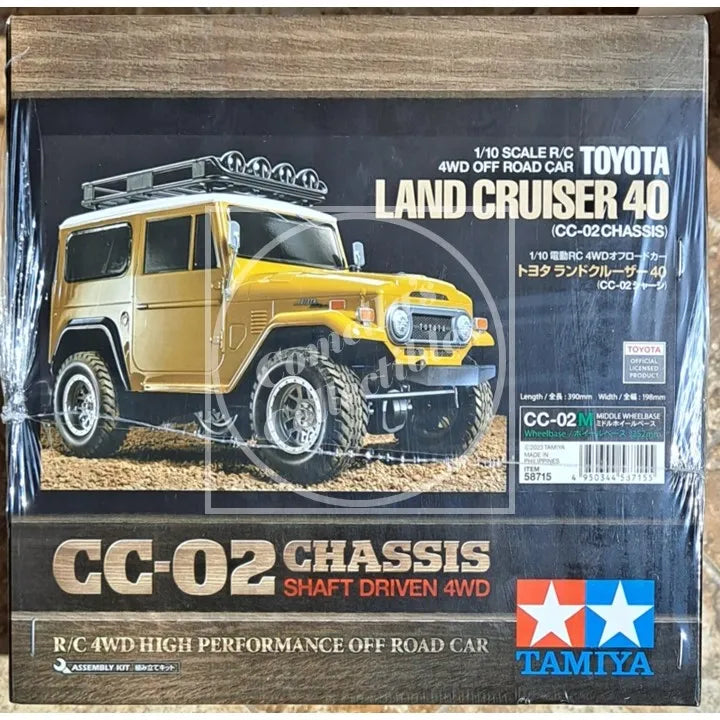 1/10 SCALE R/C
4WD OFF ROAD CAR TOYOTA
LAND CRUISER 40
(CC-02 CHASSIS)
1/10 電動RC 4WDオフロードカー
トヨタ ランドクルーザー 40
(CC-02シャーシ)
TOYOTA
TOYOTA
OFFICIAL
LICENSED
PRODUCT
Length / 全長 : 390mm Width / 全幅 : 198mm
CC-02M MIDDLE WHEELBASE
ミドルホイールベース
Wheelbase / ホイールベース : 252mm
© 2023 TAMIYA
MADE IN
PHILIPPINES
ITEM
58715
4 950344 587155
CC-02 CHASSIS
SHAFT DRIVEN 4WD
R/C 4WD HIGH PERFORMANCE OFF ROAD CAR
ASSEMBLY KIT 組み立てキット
TAMIYA